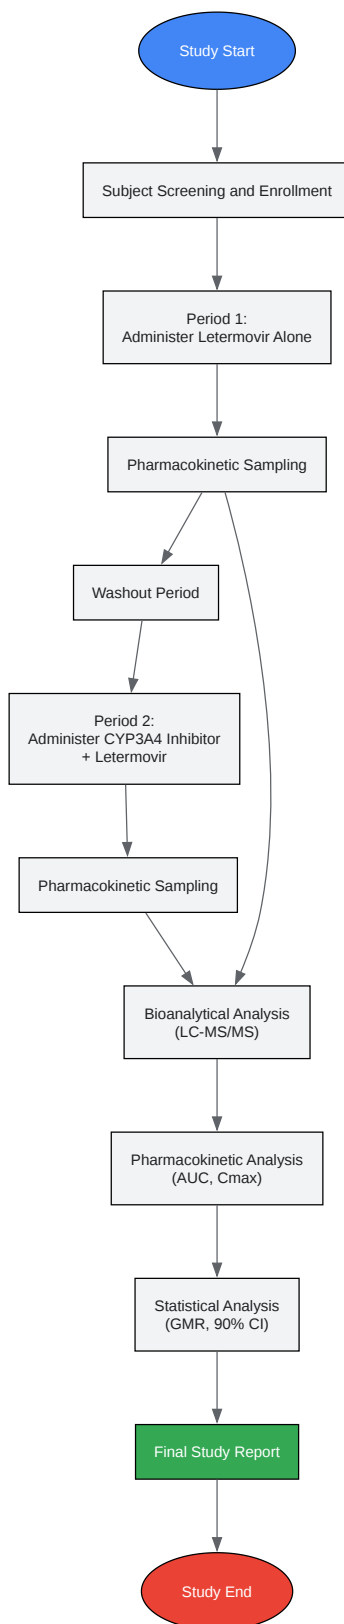 Study Start
Subject Screening and Enrollment
Period 1:
Administer Letermovir Alone
Pharmacokinetic Sampling
Washout Period
Period 2:
Administer CYP3A4 Inhibitor
+ Letermovir
Pharmacokinetic Sampling
Bioanalytical Analysis
(LC-MS/MS)
Pharmacokinetic Analysis
(AUC, Cmax)
Statistical Analysis
(GMR, 90% CI)
Final Study Report
Study End